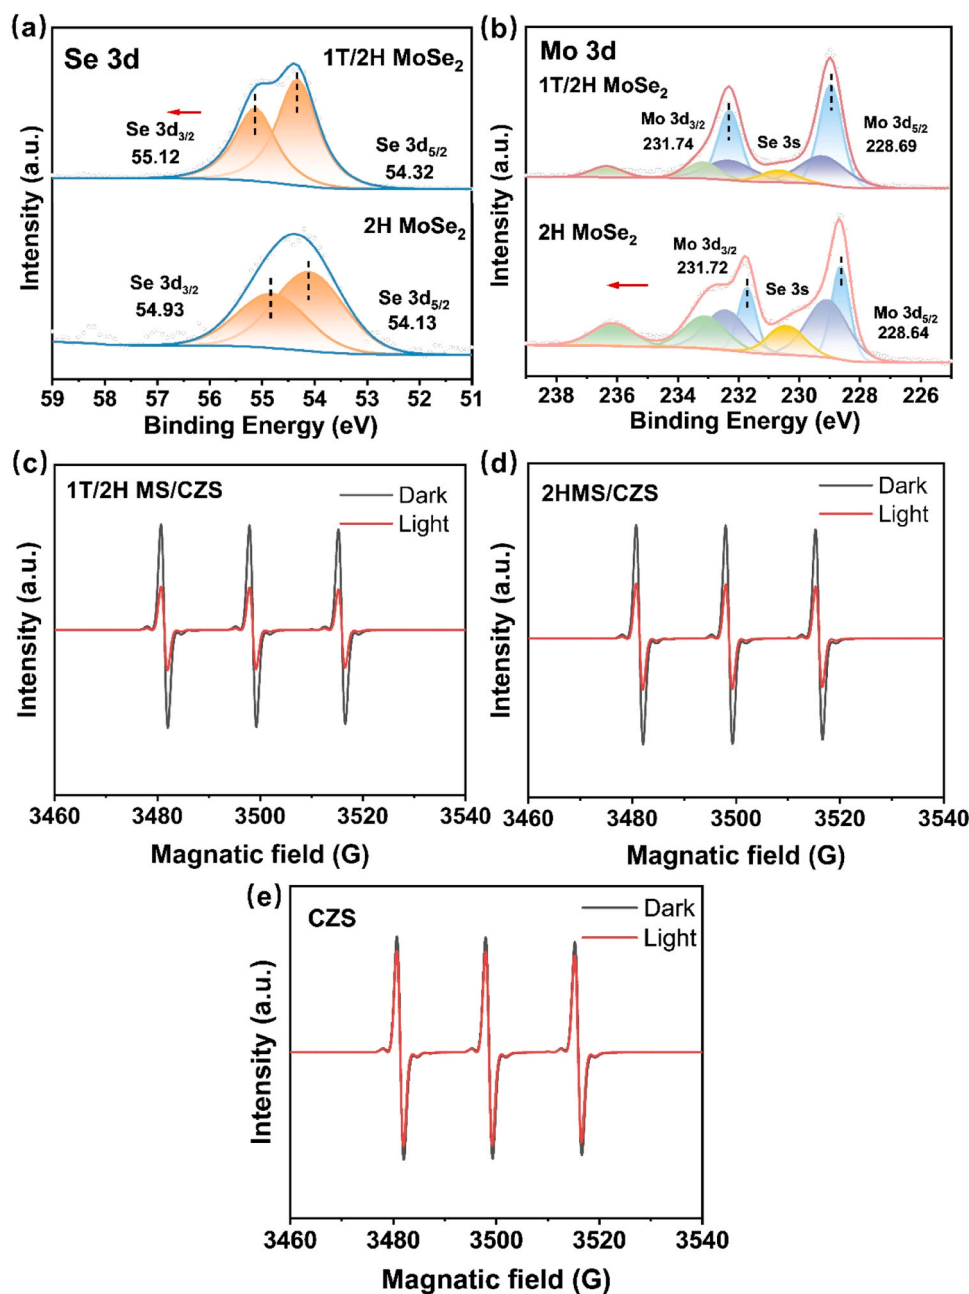 (a)
Se 3d
1T/2H MoSe₂
Se 3d₃/₂
55.12
Se 3d₅/₂
54.32
2H MoSe₂
Se 3d₃/₂
54.93
Se 3d₅/₂
54.13
Intensity (a.u.)
59 58 57 56 55 54 53 52 51
Binding Energy (eV)
(b)
Mo 3d
1T/2H MoSe₂
Mo 3d₃/₂
231.74
Se 3s
Mo 3d₅/₂
228.69
2H MoSe₂
Mo 3d₃/₂
231.72
Se 3s
Mo 3d₅/₂
228.64
Intensity (a.u.)
238 236 234 232 230 228 226
Binding Energy (eV)
(c)
1T/2H MS/CZS
Dark
Light
Intensity (a.u.)
3460 3480 3500 3520 3540
Magnatic field (G)
(d)
2HMS/CZS
Dark
Light
Intensity (a.u.)
3460 3480 3500 3520 3540
Magnatic field (G)
(e)
CZS
Dark
Light
Intensity (a.u.)
3460 3480 3500 3520 3540
Magnatic field (G)